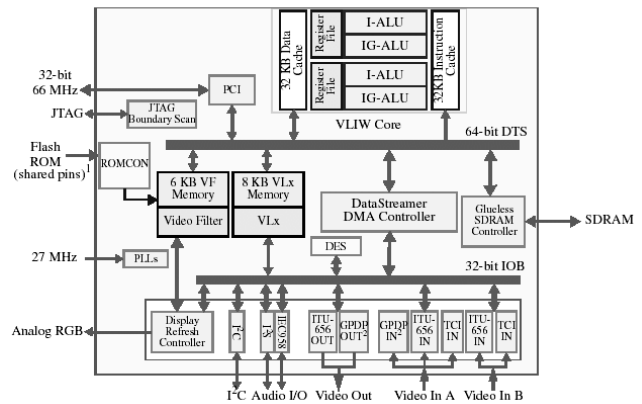 32 KB Data Cache
Register File
I-ALU
IG-ALU
Register File
I-ALU
IG-ALU
32KB Instruction Cache
VLIW Core
32-bit
66 MHz
PCI
JTAG
JTAG
Boundary Scan
64-bit DTS
Flash
ROM
(shared pins)1
ROMCON
6 KB VF
Memory
Video Filter
8 KB VLx
Memory
VLx
DataStreamer
DMA Controller
Glueless
SDRAM
Controller
SDRAM
DES
27 MHz
PLLs
32-bit IOB
Analog RGB
Display
Refresh
Controller
I2C
I2S
IEC958
ITU-
656
OUT
GPDP
OUT2
GPDP
IN2
ITU-
656
IN
TCI
IN
ITU-
656
IN
TCI
IN
I2C
Audio I/O
Video Out
Video In A
Video In B